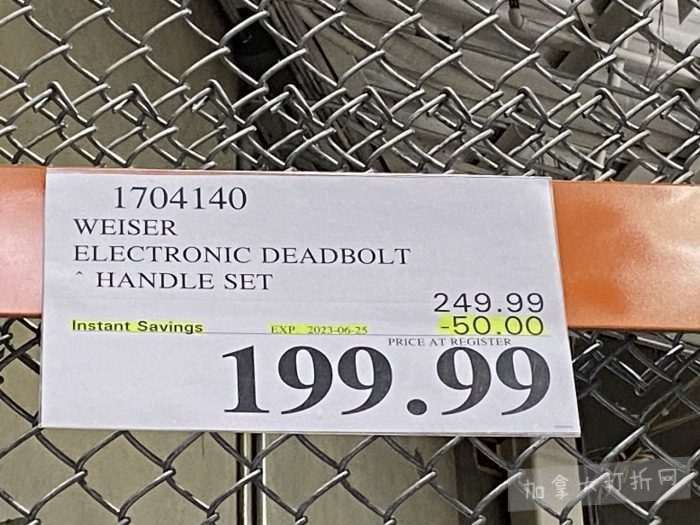 1704140
WEISER
ELECTRONIC DEADBOLT
^ HANDLE SET
249.99
Instant Savings EXP 2023-06-25 -50.00
PRICE AT REGISTER
199.99
加拿大打折网